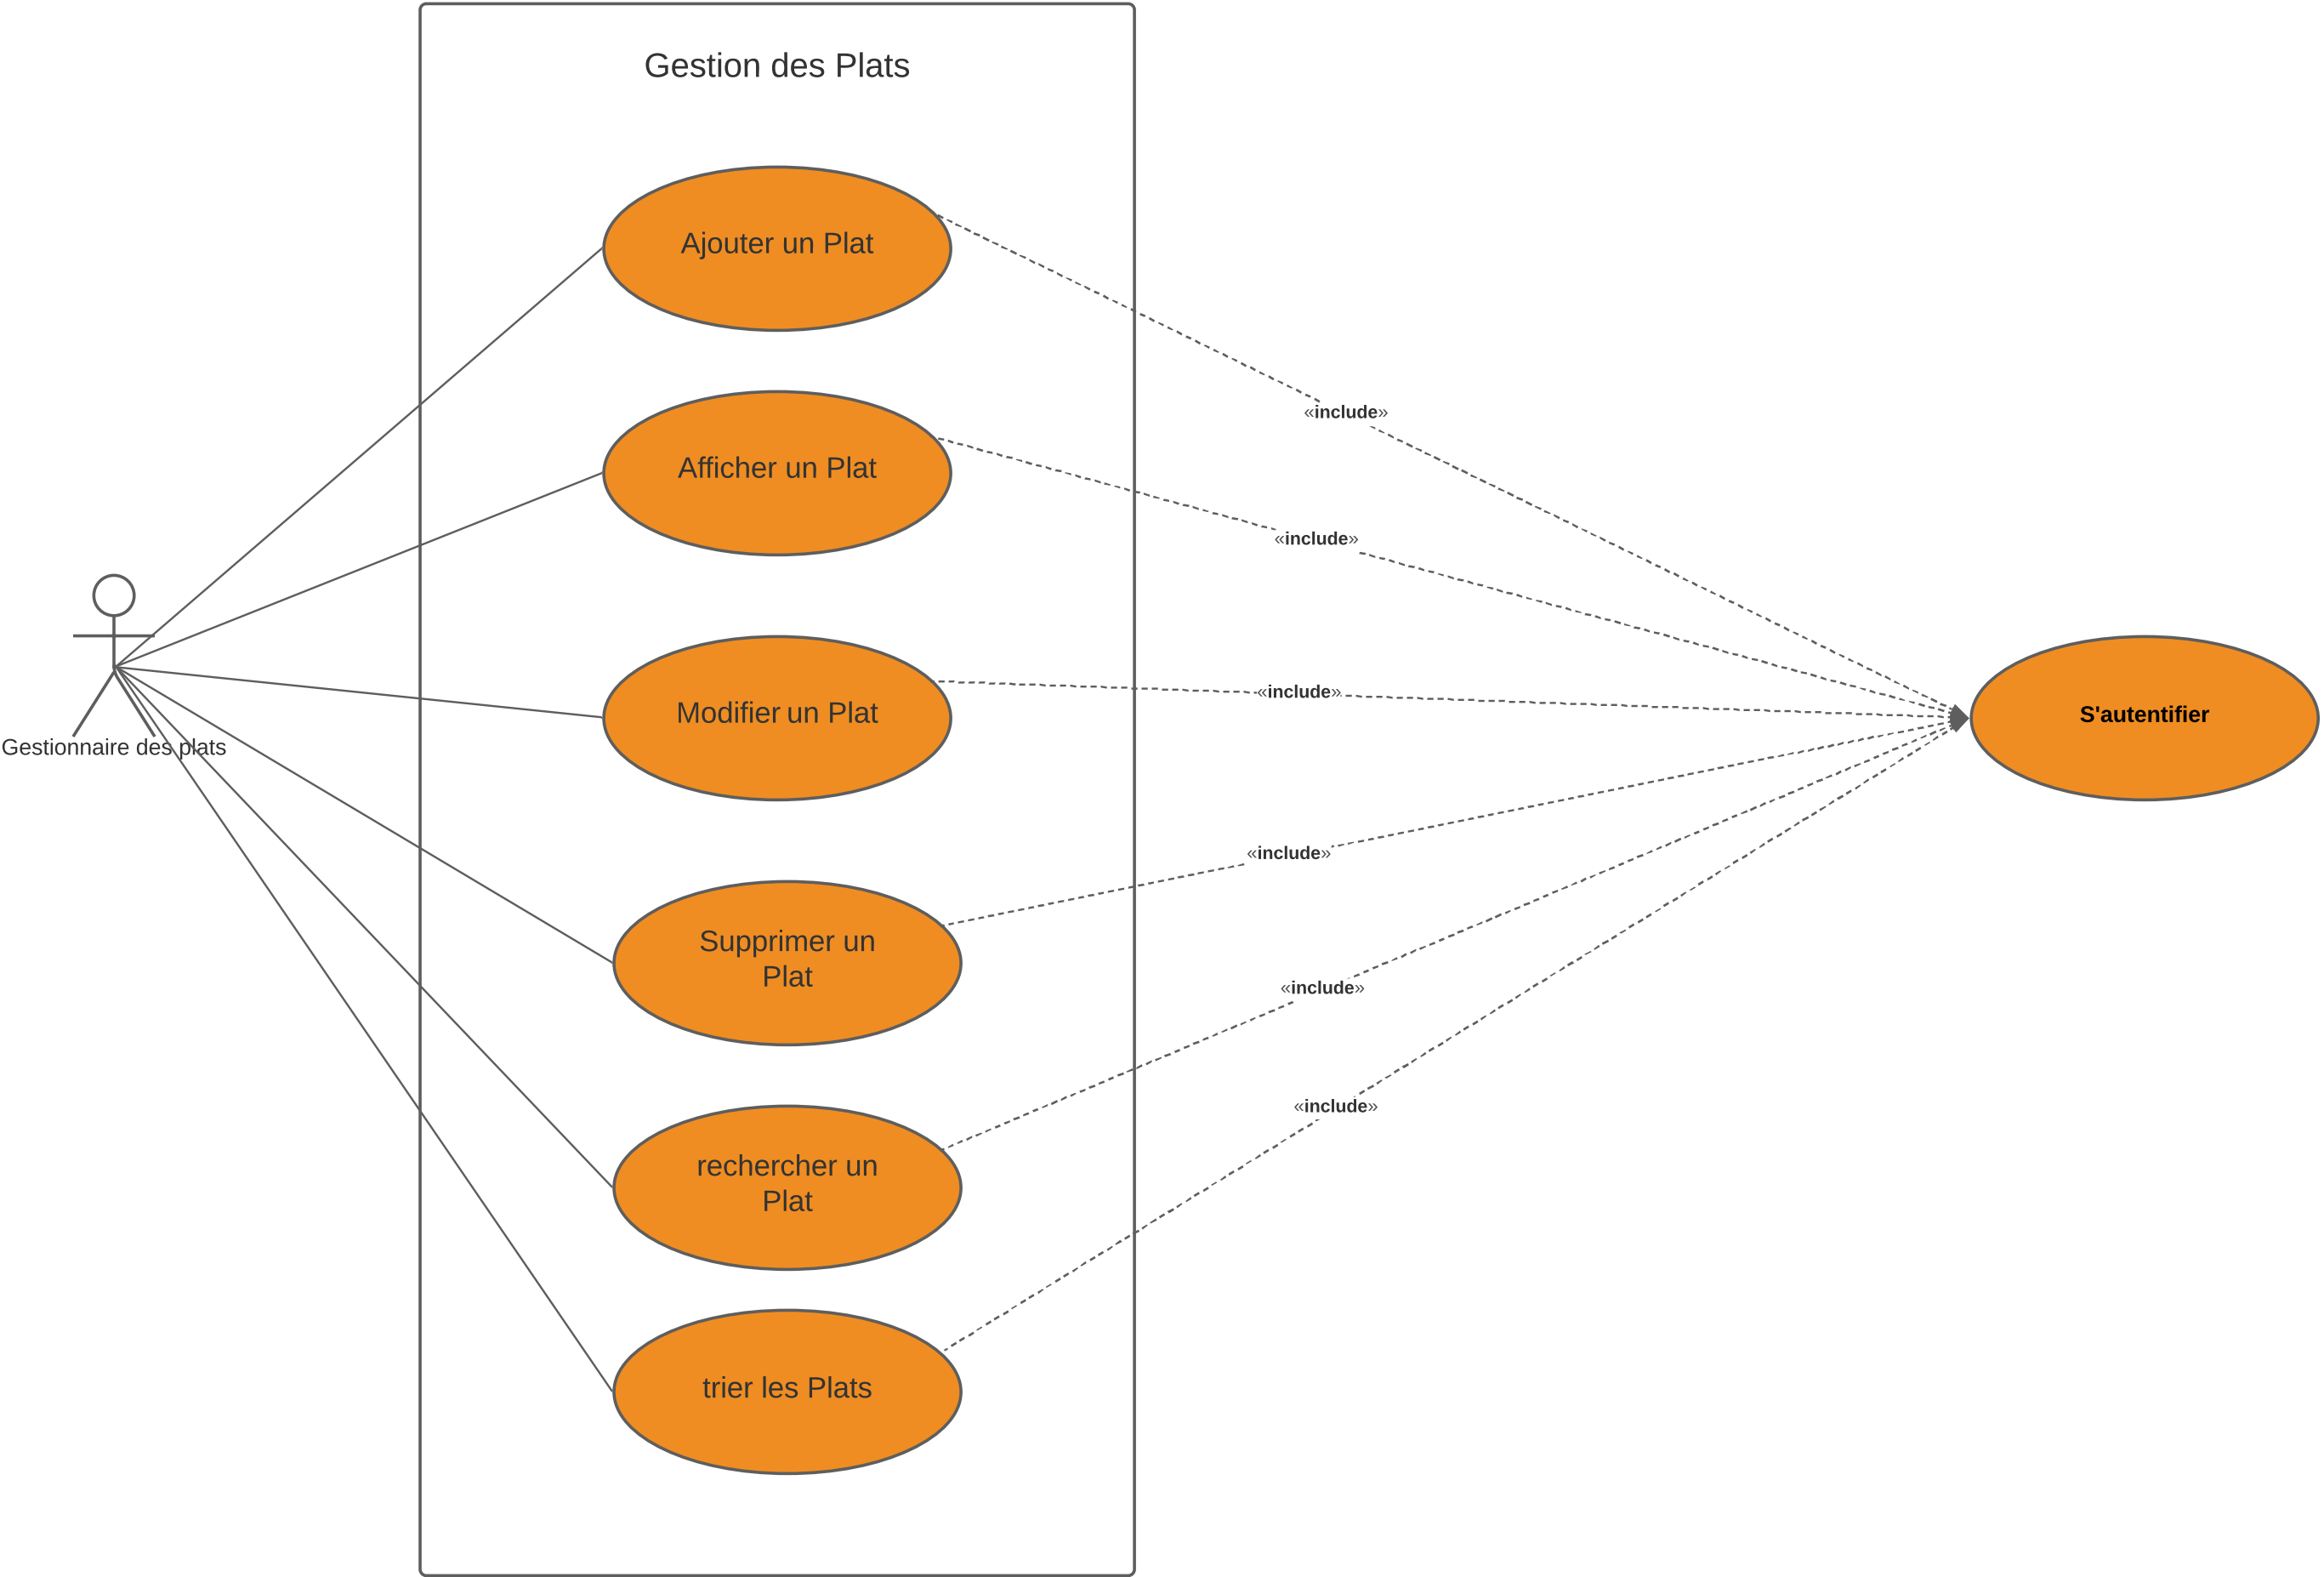 Gestion des Plats
Ajouter un Plat
«include»
Afficher un Plat
«include»
Modifier un Plat
«include»
S'autentifier
Gestionnaire des plats
«include»
Supprimer un
Plat
«include»
rechercher un
Plat
«include»
trier les Plats